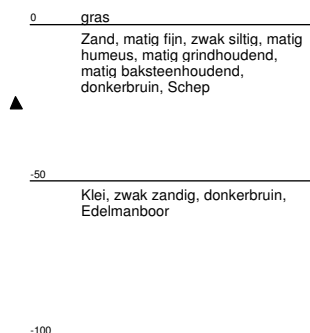 0 gras
Zand, matig fijn, zwak siltig, matig
humeus, matig grindhoudend,
matig baksteenhoudend,
donkerbruin, Schep
-50
Klei, zwak zandig, donkerbruin,
Edelmanboor
-100